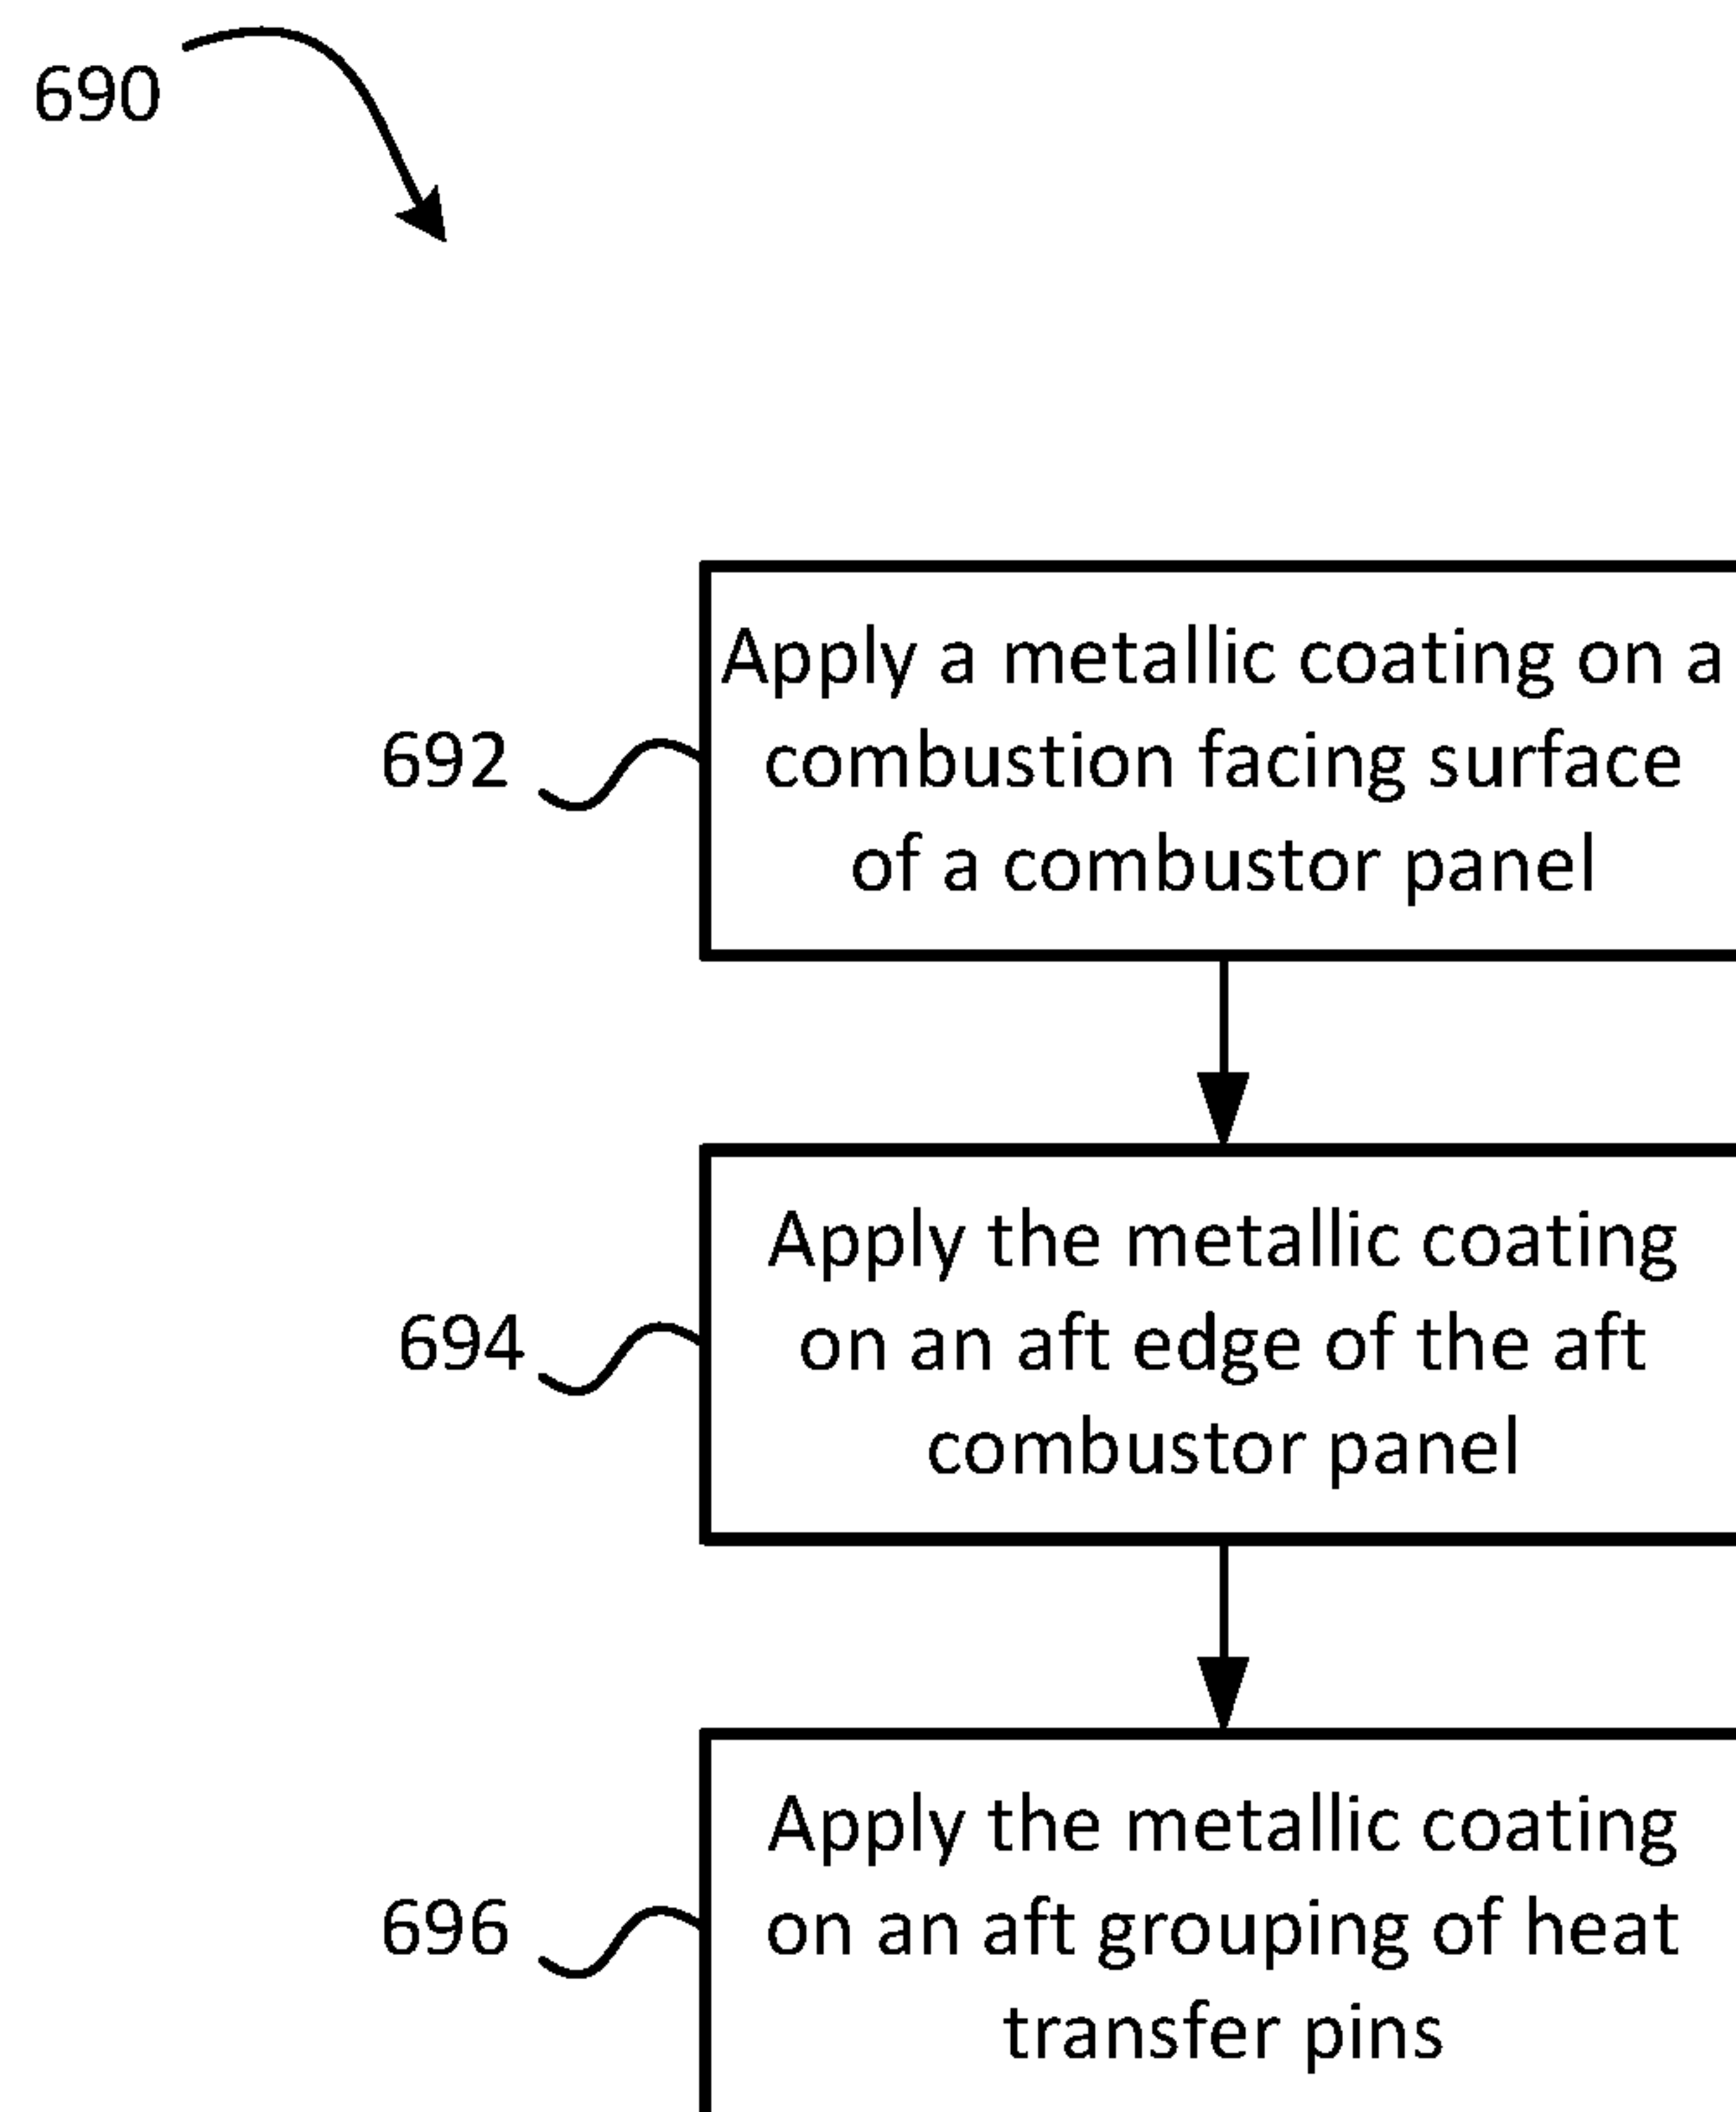 690
Apply a metallic coating on a
692
combustion facing surface
of a combustor panel
Apply the metallic coating
694
on an aft edge of the aft
combustor panel
Apply the metallic coating
696
on an aft grouping of heat
transfer pins